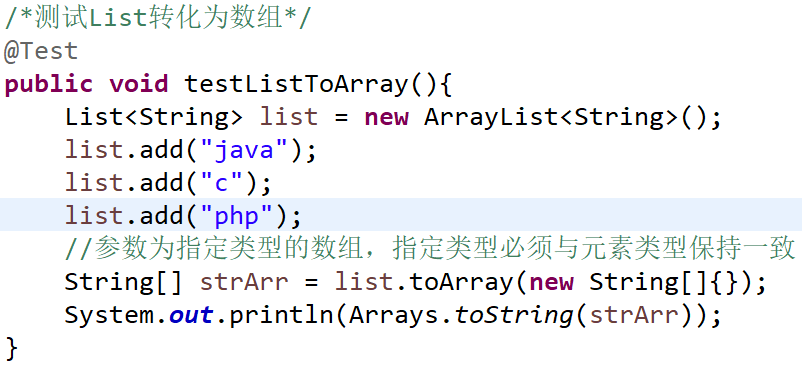 /*测试List转化为数组*/
@Test
public void testListToArray(){
    List<String> list = new ArrayList<String>();
    list.add("java");
    list.add("c");
    list.add("php");
    //参数为指定类型的数组，指定类型必须与元素类型保持一致
    String[] strArr = list.toArray(new String[]{});
    System.out.println(Arrays.toString(strArr));
}